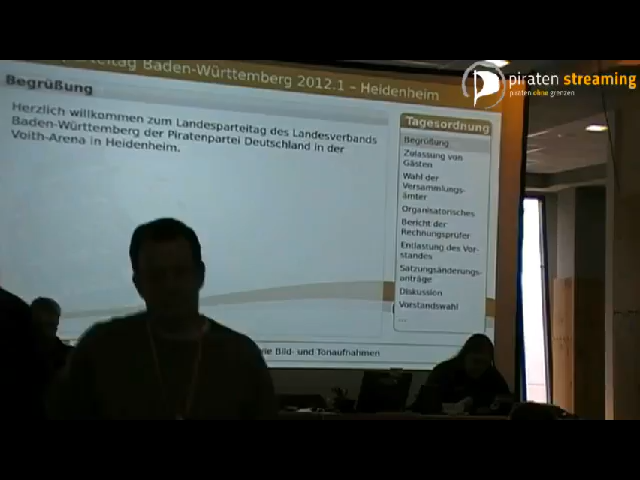 Baden-Württemberg 2012.1 – Heidenheim
piraten streaming
piraten ohne grenzen
Begrüßung
Herzlich willkommen zum Landesparteitag des Landesverbands
Baden-Württemberg der Piratenpartei Deutschland in der
Voith-Arena in Heidenheim.
Tagesordnung
Begrüßung
Zulassung von
Gästen
Wahl der
Versammlungs-
ämter
Organisatorisches
Bericht der
Rechnungsprüfer
Entlastung des Vor-
standes
Satzungsänderungs-
anträge
Diskussion
Vorstandswahl
...
Bild- und Tonaufnahmen